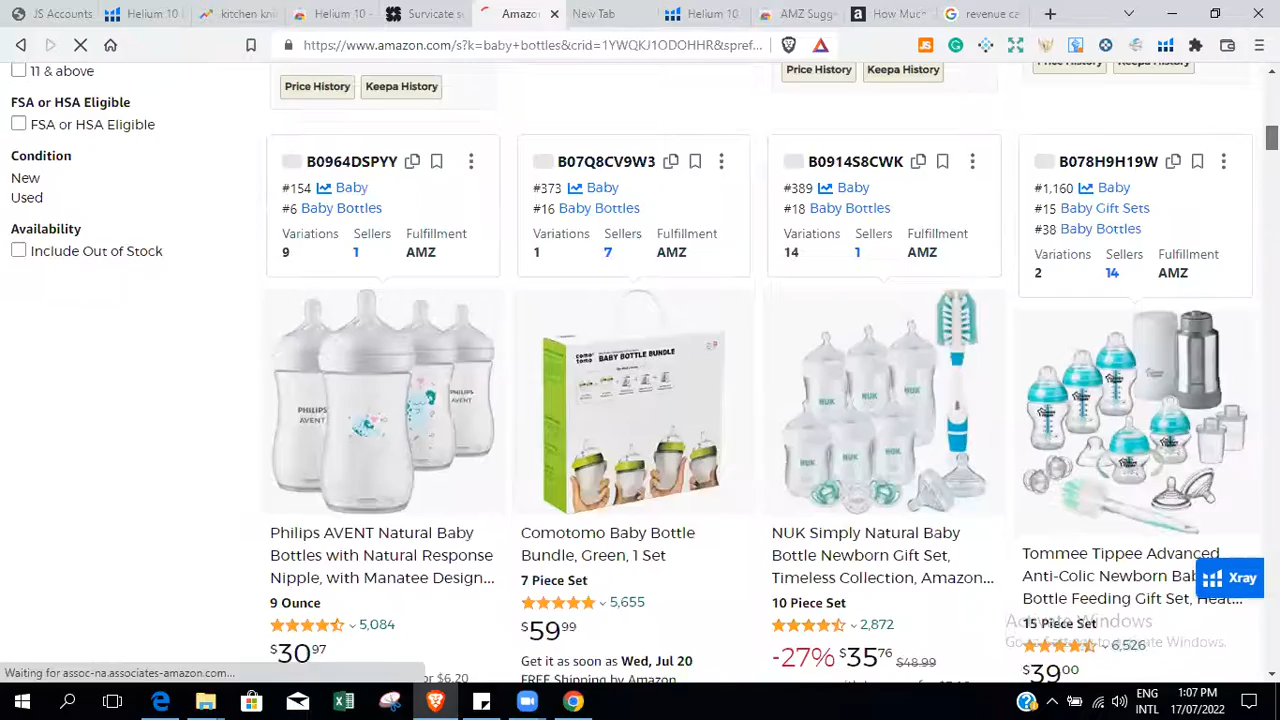 JS Accounts Helium 10 kitchen kni Helium 10 - Survicate su Amazon New Tab Helium 10 AMZ Sugg How Much revenue ca
https://www.amazon.com/s?k=baby+bottles&crid=1YWQKJ1ODOHHR&spref...
11 & above
FSA or HSA Eligible
FSA or HSA Eligible
Condition
New
Used
Availability
Include Out of Stock
Price History Keepa History
Price History Keepa History
Price History Keepa History
B0964DSPYY
#154 Baby
#6 Baby Bottles
Variations Sellers Fulfillment
9 1 AMZ
PHILIPS AVENT
PHILIPS AVENT
Philips AVENT Natural Baby
Bottles with Natural Response
Nipple, with Manatee Design...
9 Ounce
5,084
$30.97
or $6.20
B07Q8CV9W3
#373 Baby
#16 Baby Bottles
Variations Sellers Fulfillment
1 7 AMZ
como tomo BABY BOTTLE BUNDLE
Comotomo Baby Bottle
Bundle, Green, 1 Set
7 Piece Set
5,655
$59.99
Get it as soon as Wed, Jul 20
FREE Shipping by Amazon
B0914S8CWK
#389 Baby
#18 Baby Bottles
Variations Sellers Fulfillment
14 1 AMZ
NUK NUK NUK
NUK NUK NUK
NUK Simply Natural Baby
Bottle Newborn Gift Set,
Timeless Collection, Amazon...
10 Piece Set
2,872
-27% $35.76 $48.99
B078H9H19W
#1,160 Baby
#15 Baby Gift Sets
#38 Baby Bottles
Variations Sellers Fulfillment
2 14 AMZ
Tommee Tippee Advanced
Anti-Colic Newborn
Bottle Feeding Gift Set,
15 Piece Set
6,526
$39.00
Xray
Activate Windows
Go to Settings to activate Windows.
Waiting for assoc-na.associates-amazon.com...
ENG
INTL
1:07 PM
17/07/2022